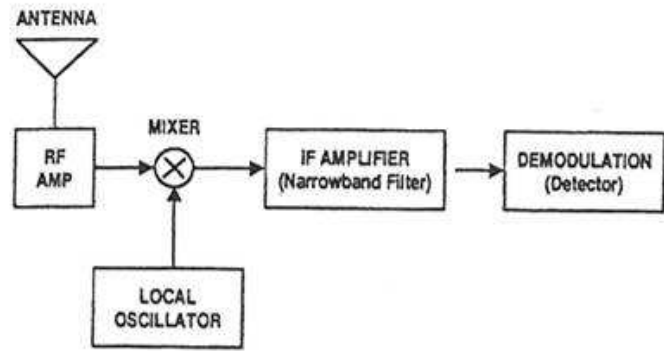 ANTENNA
MIXER
RF
AMP
IF AMPLIFIER
(Narrowband Filter)
DEMODULATION
(Detector)
LOCAL
OSCILLATOR